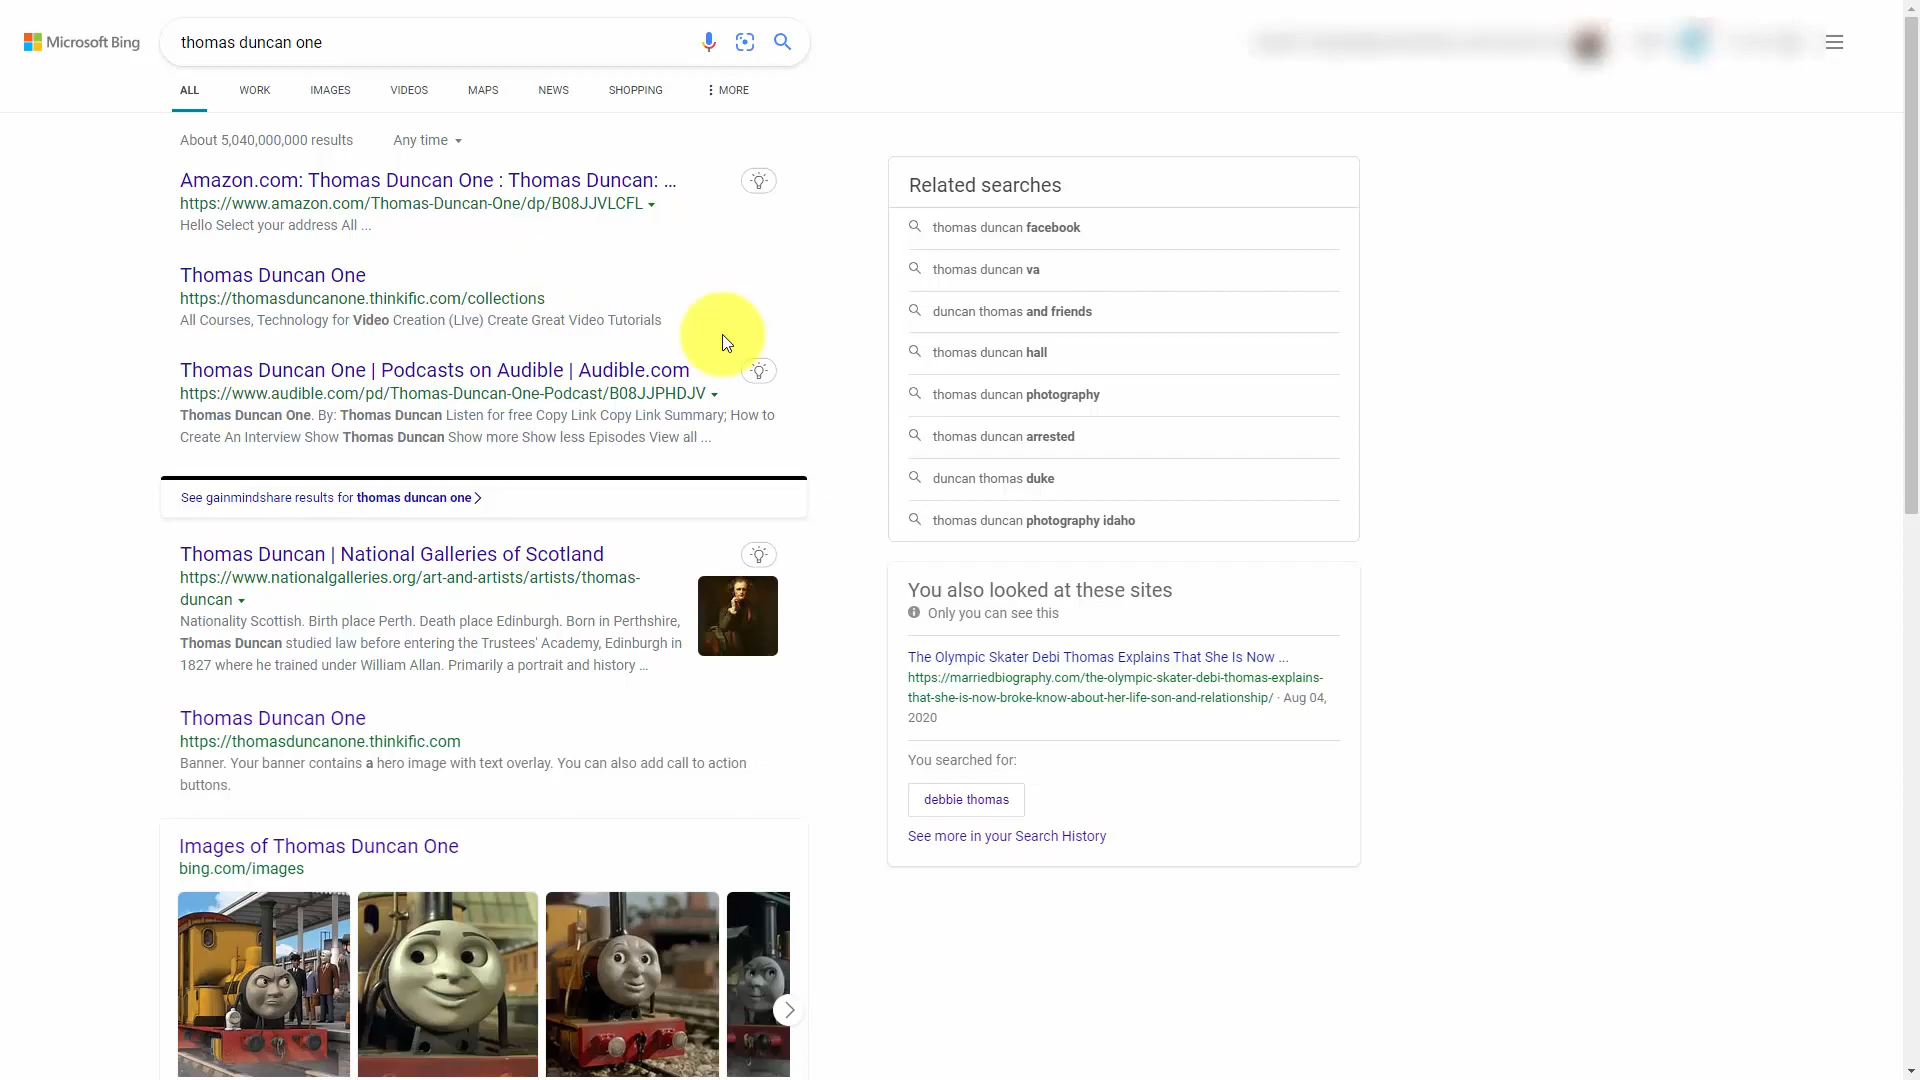 Microsoft Bing
thomas duncan one
ALL
WORK
IMAGES
VIDEOS
MAPS
NEWS
SHOPPING
MORE
About 5,040,000,000 results
Any time
Amazon.com: Thomas Duncan One : Thomas Duncan: ...
https://www.amazon.com/Thomas-Duncan-One/dp/B08JJVLCFL
Hello Select your address All ...
Thomas Duncan One
https://thomasduncanone.thinkific.com/collections
All Courses, Technology for Video Creation (LIve) Create Great Video Tutorials
Thomas Duncan One | Podcasts on Audible | Audible.com
https://www.audible.com/pd/Thomas-Duncan-One-Podcast/B08JJPHDJV
Thomas Duncan One. By: Thomas Duncan Listen for free Copy Link Copy Link Summary; How to
Create An Interview Show Thomas Duncan Show more Show less Episodes View all ...
See gainmindshare results for thomas duncan one
Thomas Duncan | National Galleries of Scotland
https://www.nationalgalleries.org/art-and-artists/artists/thomas-
duncan
Nationality Scottish. Birth place Perth. Death place Edinburgh. Born in Perthshire,
Thomas Duncan studied law before entering the Trustees' Academy, Edinburgh in
1827 where he trained under William Allan. Primarily a portrait and history ...
Thomas Duncan One
https://thomasduncanone.thinkific.com
Banner. Your banner contains a hero image with text overlay. You can also add call to action
buttons.
Images of Thomas Duncan One
bing.com/images
Related searches
thomas duncan facebook
thomas duncan va
duncan thomas and friends
thomas duncan hall
thomas duncan photography
thomas duncan arrested
duncan thomas duke
thomas duncan photography idaho
You also looked at these sites
Only you can see this
The Olympic Skater Debi Thomas Explains That She Is Now ...
https://marriedbiography.com/the-olympic-skater-debi-thomas-explains-
that-she-is-now-broke-know-about-her-life-son-and-relationship/ · Aug 04,
2020
You searched for:
debbie thomas
See more in your Search History